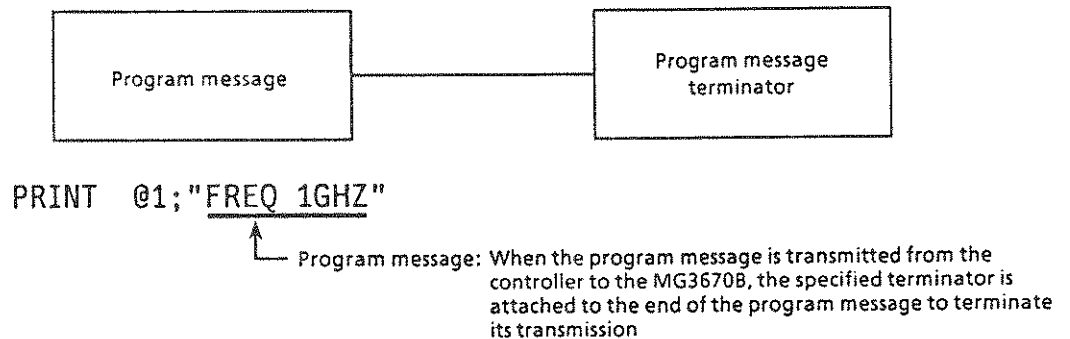 Program message
Program message
terminator
PRINT @1;"FREQ 1GHZ"
Program message: When the program message is transmitted from the
controller to the MG3670B, the specified terminator is
attached to the end of the program message to terminate
its transmission